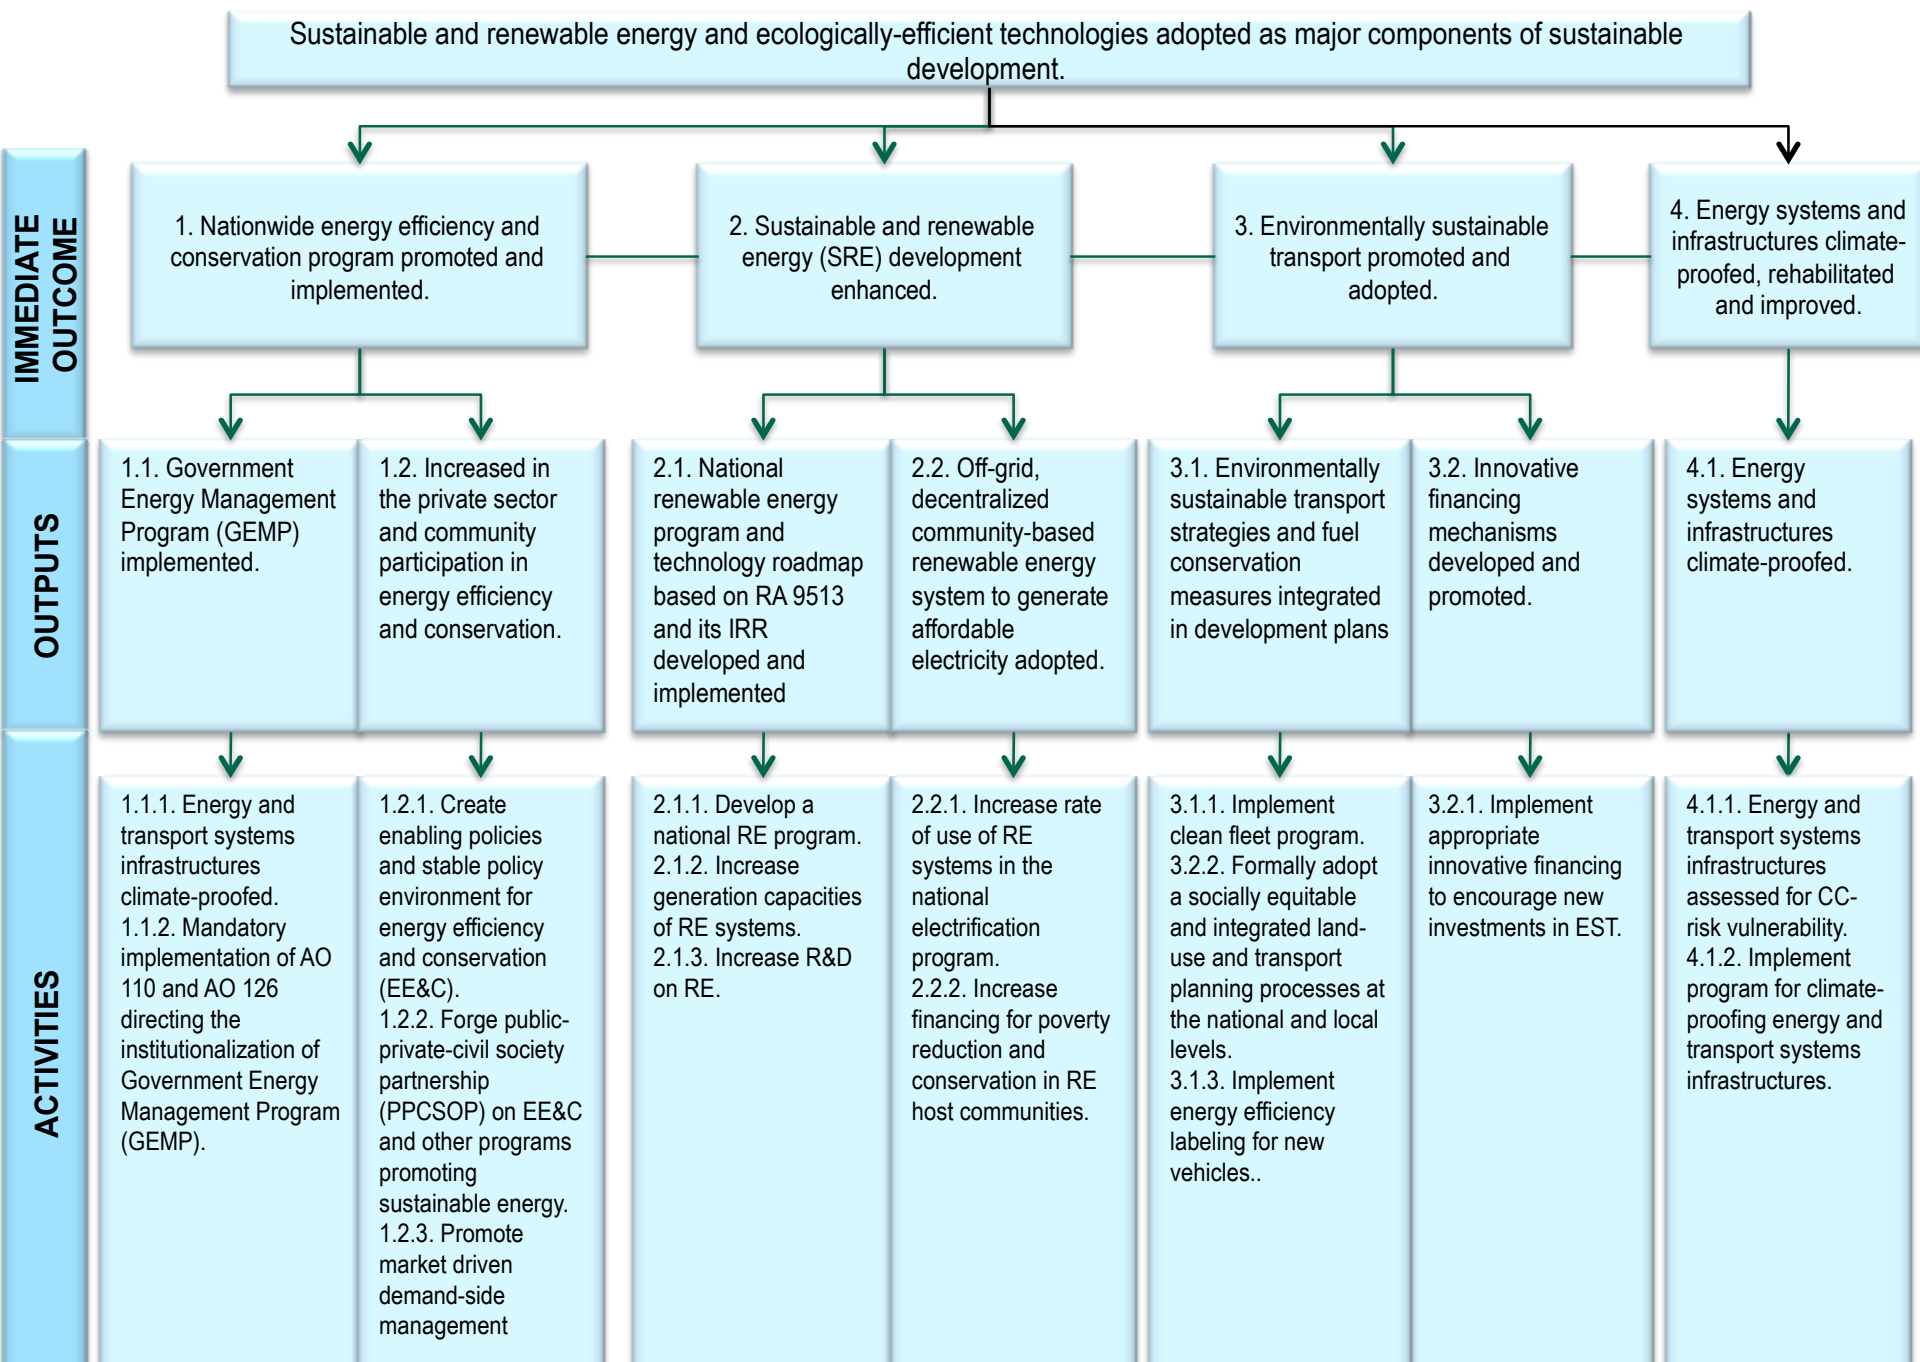 Sustainable and renewable energy and ecologically-efficient technologies adopted as major components of sustainable
development.
IMMEDIATE
OUTCOME
1. Nationwide energy efficiency and
conservation program promoted and
implemented.
2. Sustainable and renewable
energy (SRE) development
enhanced.
3. Environmentally sustainable
transport promoted and
adopted.
4. Energy systems and
infrastructures climate-
proofed, rehabilitated
and improved.
OUTPUTS
1.1. Government
Energy Management
Program (GEMP)
implemented.
1.2. Increased in
the private sector
and community
participation in
energy efficiency
and conservation.
2.1. National
renewable energy
program and
technology roadmap
based on RA 9513
and its IRR
developed and
implemented
2.2. Off-grid,
decentralized
community-based
renewable energy
system to generate
affordable
electricity adopted.
3.1. Environmentally
sustainable transport
strategies and fuel
conservation
measures integrated
in development plans
3.2. Innovative
financing
mechanisms
developed and
promoted.
4.1. Energy
systems and
infrastructures
climate-proofed.
ACTIVITIES
1.1.1. Energy and
transport systems
infrastructures
climate-proofed.
1.1.2. Mandatory
implementation of AO
110 and AO 126
directing the
institutionalization of
Government Energy
Management Program
(GEMP).
1.2.1. Create
enabling policies
and stable policy
environment for
energy efficiency
and conservation
(EE&C).
1.2.2. Forge public-
private-civil society
partnership
(PPCSOP) on EE&C
and other programs
promoting
sustainable energy.
1.2.3. Promote
market driven
demand-side
management
2.1.1. Develop a
national RE program.
2.1.2. Increase
generation capacities
of RE systems.
2.1.3. Increase R&D
on RE.
2.2.1. Increase rate
of use of RE
systems in the
national
electrification
program.
2.2.2. Increase
financing for poverty
reduction and
conservation in RE
host communities.
3.1.1. Implement
clean fleet program.
3.2.2. Formally adopt
a socially equitable
and integrated land-
use and transport
planning processes at
the national and local
levels.
3.1.3. Implement
energy efficiency
labeling for new
vehicles..
3.2.1. Implement
appropriate
innovative financing
to encourage new
investments in EST.
4.1.1. Energy and
transport systems
infrastructures
assessed for CC-
risk vulnerability.
4.1.2. Implement
program for climate-
proofing energy and
transport systems
infrastructures.